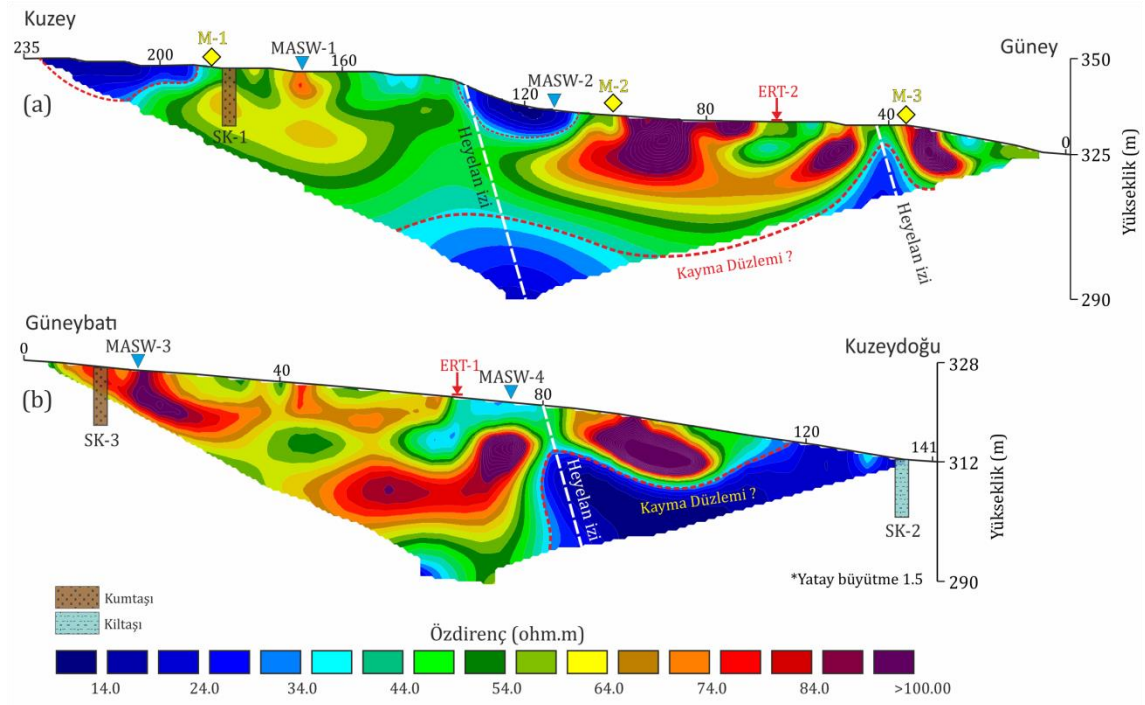 Kuzey
Güney
235
M-1
MASW-1
200
160
MASW-2
120
M-2
80
ERT-2
M-3
40
0
350
325
290
Yükseklik (m)
(a)
SK-1
Heyelan izi
Kayma Düzlemi ?
Heyelan izi
Güneybatı
Kuzeydoğu
0
MASW-3
40
ERT-1
MASW-4
80
120
141
328
312
290
Yükseklik (m)
(b)
SK-3
Heyelan izi
Kayma Düzlemi ?
SK-2
*Yatay büyütme 1.5
Kumtaşı
Kiltaşı
Özdirenç (ohm.m)
14.0 24.0 34.0 44.0 54.0 64.0 74.0 84.0 >100.00